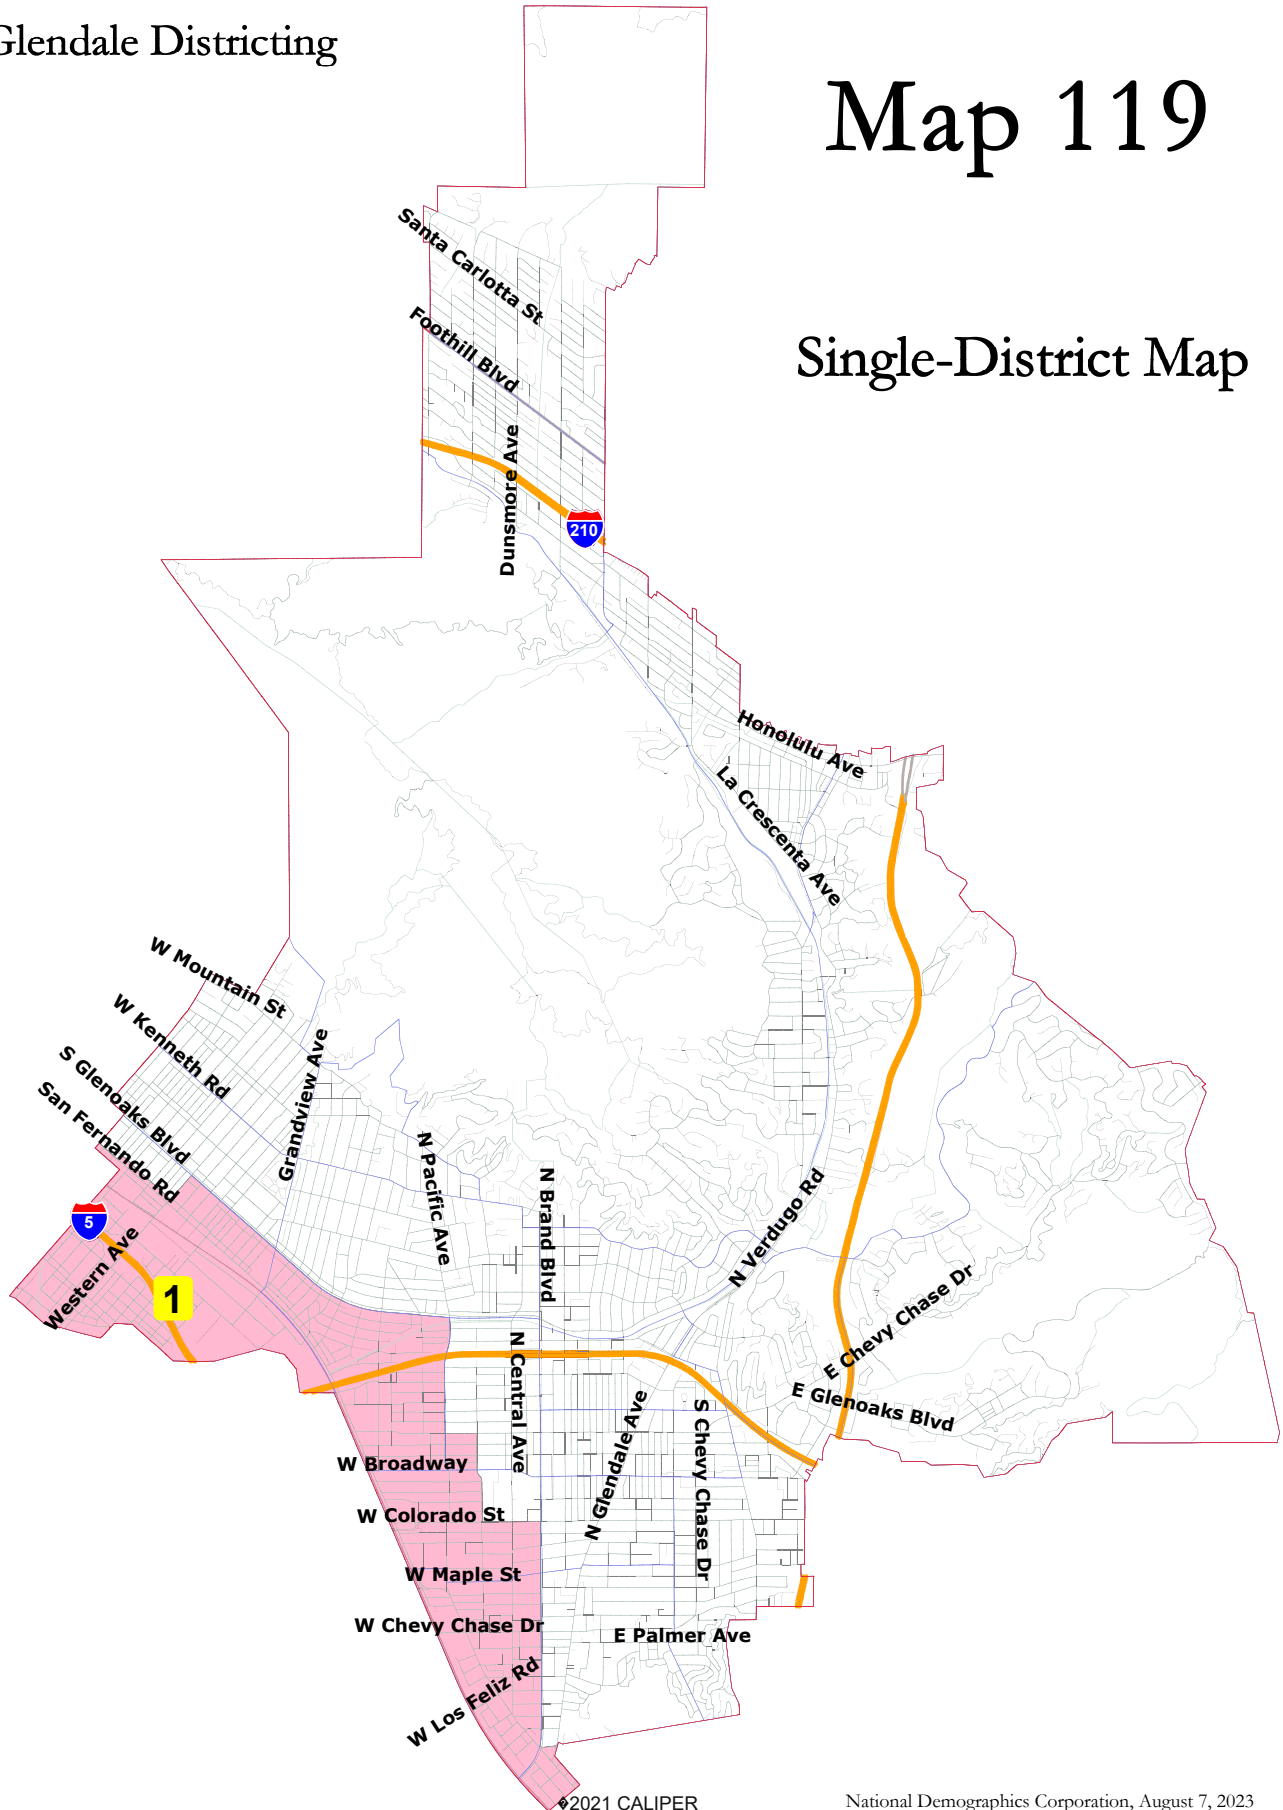 Glendale Districting
Map 119
Single-District Map
Santa Carlotta St
Foothill Blvd
Dunsmore Ave
210
Honolulu Ave
La Crescenta Ave
W Mountain St
W Kenneth Rd
S Glenoaks Blvd
San Fernando Rd
Grandview Ave
N Pacific Ave
N Brand Blvd
N Verdugo Rd
5
Western Ave
1
E Chevy Chase Dr
E Glenoaks Blvd
N Central Ave
N Glendale Ave
S Chevy Chase Dr
W Broadway
W Colorado St
W Maple St
W Chevy Chase Dr
E Palmer Ave
W Los Feliz Rd
©2021 CALIPER
National Demographics Corporation, August 7, 2023